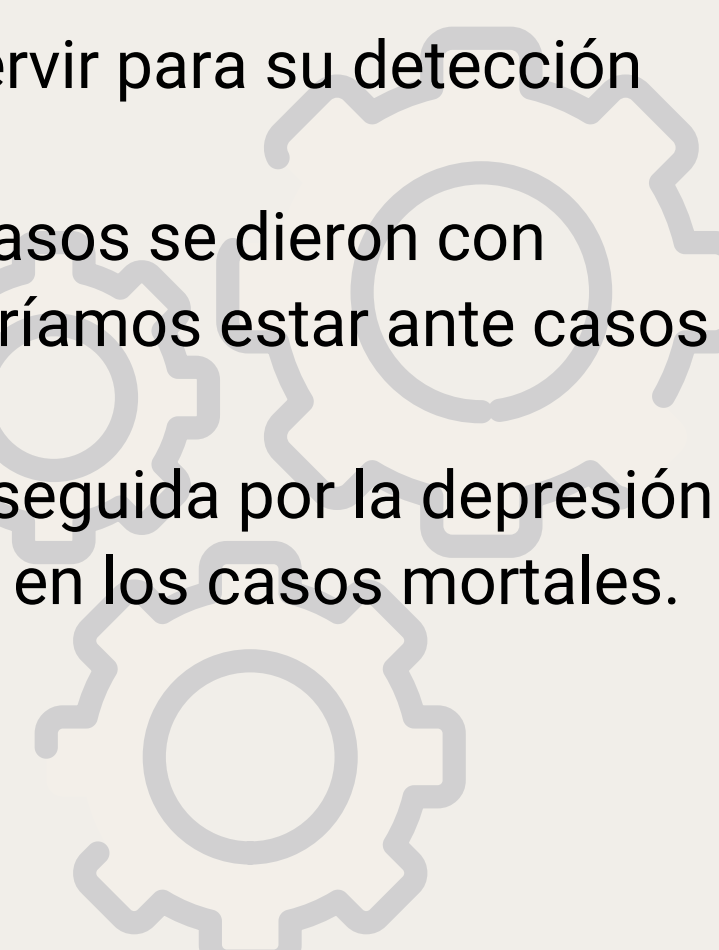 ervir para su detección
asos se dieron con
ríamos estar ante casos
seguida por la depresión
en los casos mortales.